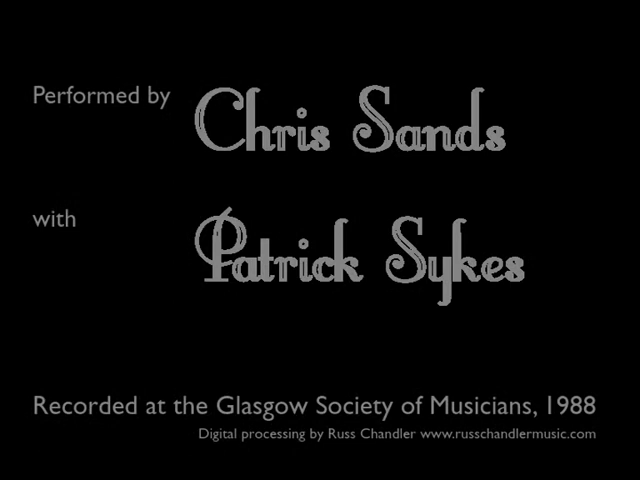 Performed by Chris Sands
with Patrick Sykes
Recorded at the Glasgow Society of Musicians, 1988
Digital processing by Russ Chandler www.russchandlermusic.com